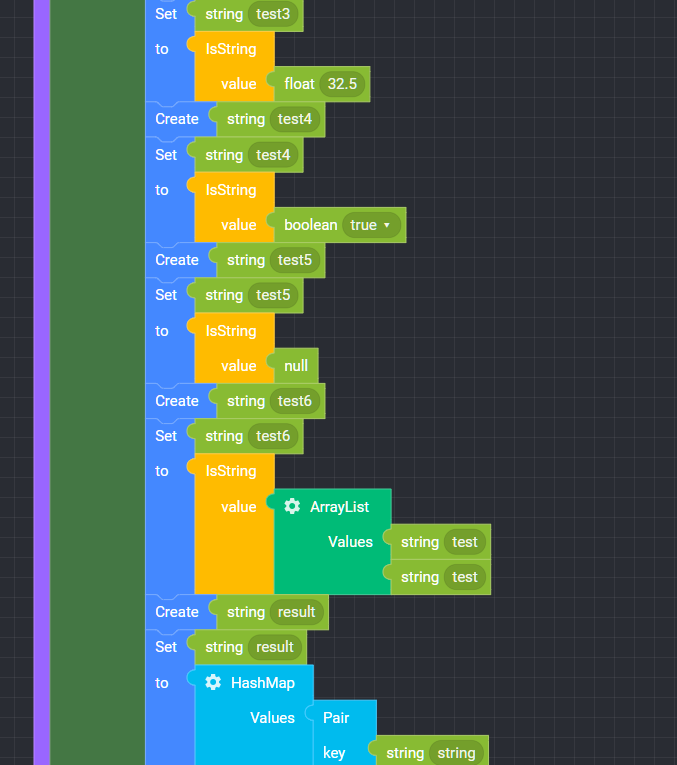 Set string test3
to IsString
value float 32.5
Create string test4
Set string test4
to IsString
value boolean true
Create string test5
Set string test5
to IsString
value null
Create string test6
Set string test6
to IsString
value ArrayList
Values string test
string test
Create string result
Set string result
to HashMap
Values Pair
key string string